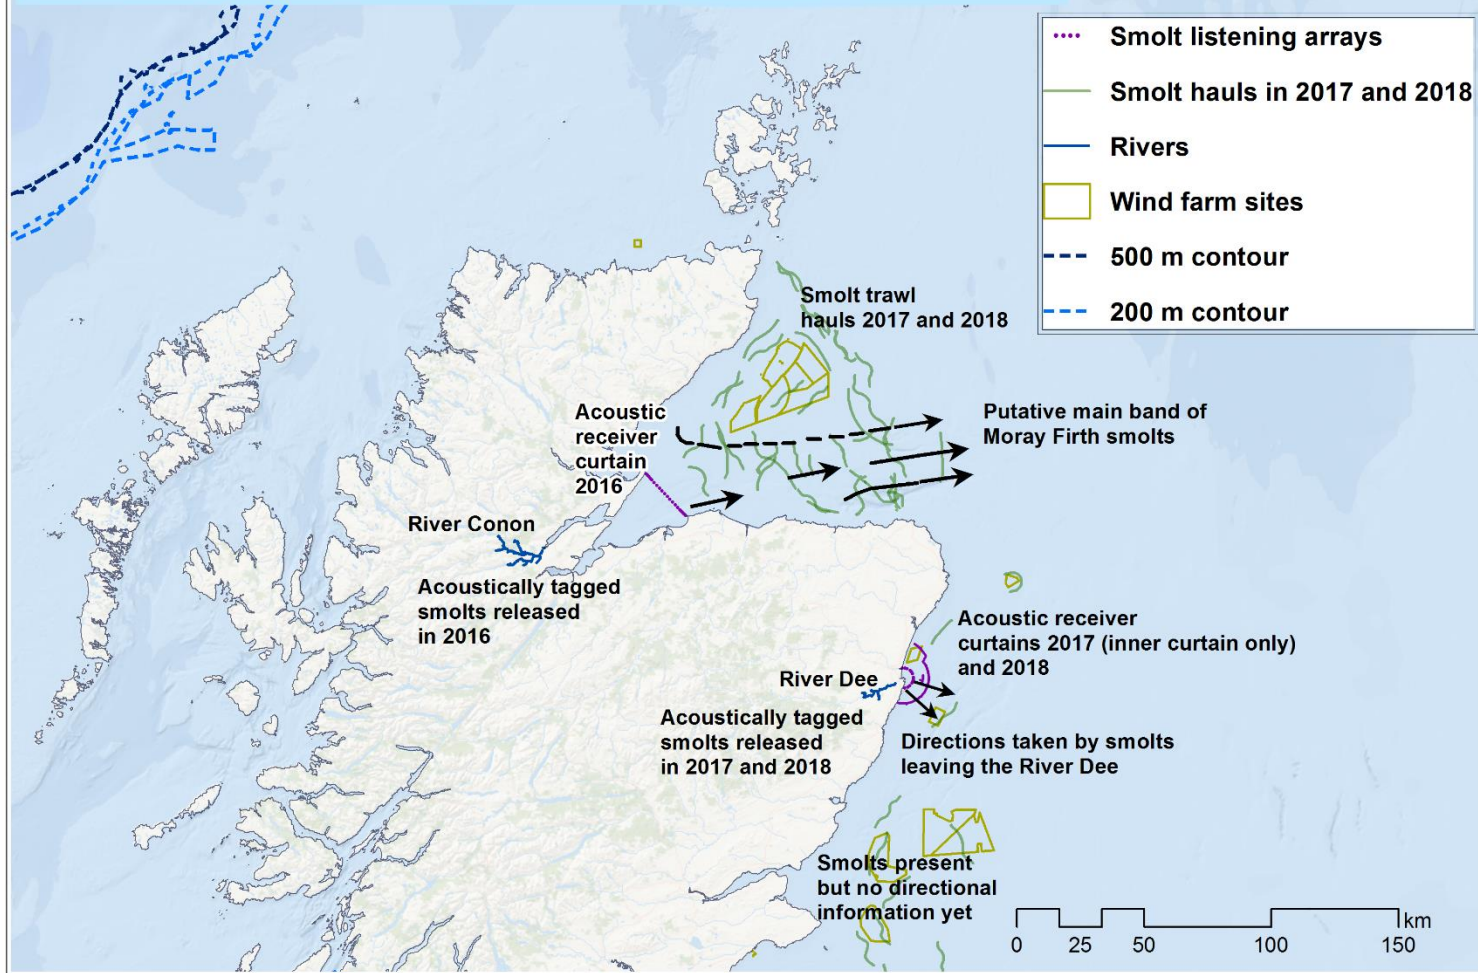 Smolt listening arrays
Smolt hauls in 2017 and 2018
Rivers
Wind farm sites
500 m contour
200 m contour
Smolt trawl
hauls 2017 and 2018
Acoustic
receiver
curtain
2016
Putative main band of
Moray Firth smolts
River Conon
Acoustically tagged
smolts released
in 2016
Acoustic receiver
curtains 2017 (inner curtain only)
and 2018
River Dee
Acoustically tagged
smolts released
in 2017 and 2018
Directions taken by smolts
leaving the River Dee
Smolts present
but no directional
information yet
km
0 25 50 100 150